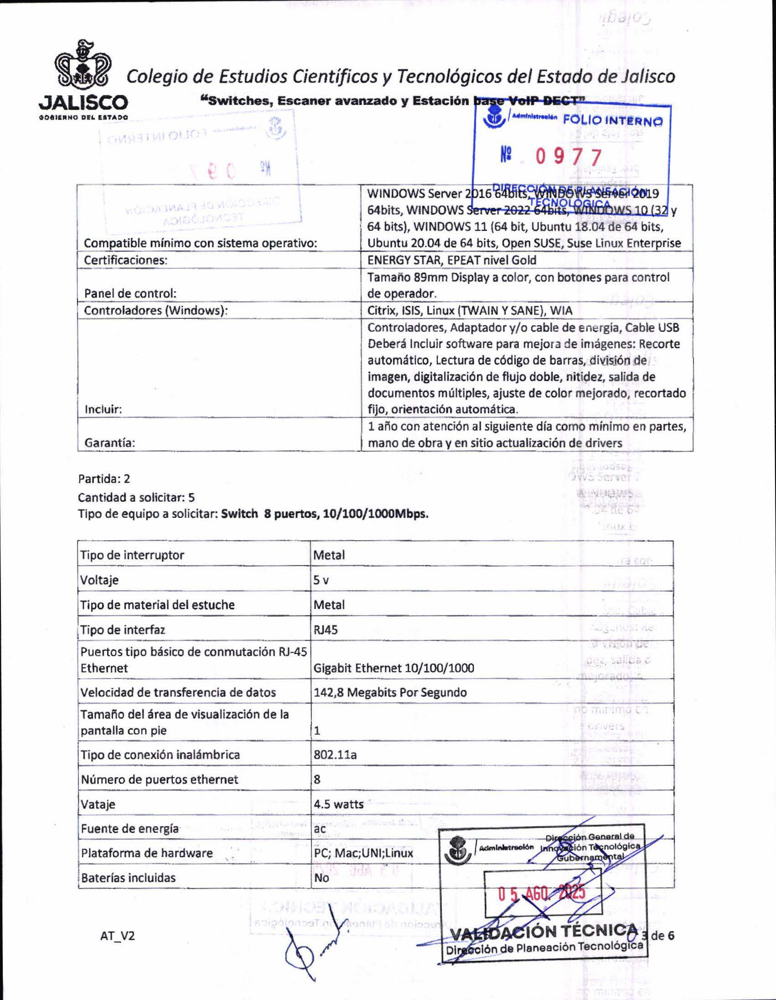 Colegio de Estudios Científicos y Tecnológicos del Estado de Jalisco
JALISCO
GOBIERNO DEL ESTADO
“Switches, Escaner avanzado y Estación base VoIP DECT”
Administración FOLIO INTERNO
Nº 0977
DIRECCIÓN DE PLANEACIÓN
TECNOLÓGICA
Compatible mínimo con sistema operativo:
WINDOWS Server 2016 64bits, WINDOWS Server 2019
64bits, WINDOWS Server 2022 64bits, WINDOWS 10 (32 y
64 bits), WINDOWS 11 (64 bit, Ubuntu 18.04 de 64 bits,
Ubuntu 20.04 de 64 bits, Open SUSE, Suse Linux Enterprise
Certificaciones:
ENERGY STAR, EPEAT nivel Gold
Panel de control:
Tamaño 89mm Display a color, con botones para control
de operador.
Controladores (Windows):
Citrix, ISIS, Linux (TWAIN Y SANE), WIA
Incluir:
Controladores, Adaptador y/o cable de energía, Cable USB
Deberá Incluir software para mejora de imágenes: Recorte
automático, Lectura de código de barras, división de
imagen, digitalización de flujo doble, nitidez, salida de
documentos múltiples, ajuste de color mejorado, recortado
fijo, orientación automática.
Garantía:
1 año con atención al siguiente día como mínimo en partes,
mano de obra y en sitio actualización de drivers
Partida: 2
Cantidad a solicitar: 5
Tipo de equipo a solicitar: Switch 8 puertos, 10/100/1000Mbps.
Tipo de interruptor
Metal
Voltaje
5 v
Tipo de material del estuche
Metal
Tipo de interfaz
RJ45
Puertos tipo básico de conmutación RJ-45
Ethernet
Gigabit Ethernet 10/100/1000
Velocidad de transferencia de datos
142,8 Megabits Por Segundo
Tamaño del área de visualización de la
pantalla con pie
1
Tipo de conexión inalámbrica
802.11a
Número de puertos ethernet
8
Vataje
4.5 watts
Fuente de energía
ac
Plataforma de hardware
PC; Mac;UNI;Linux
Baterías incluidas
No
Administración
Dirección General de
Innovación Tecnológica
Gubernamental
05 AGO. 2025
VALIDACIÓN TÉCNICA
Dirección de Planeación Tecnológica
AT_V2
3 de 6